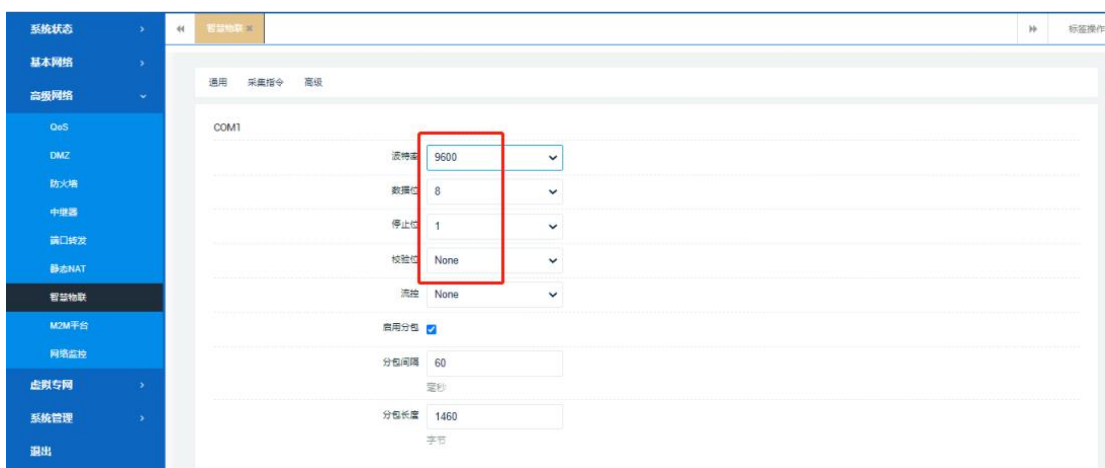 系统状态
智慧物联
标签操作
基本网络
高级网络
通用 采集指令 高级
QoS
COM1
DMZ
波特率 9600
防火墙
数据位 8
中继器
停止位 1
端口转发
校验位 None
静态NAT
流控 None
智慧物联
M2M平台
启用分包
网络监控
分包间隔 60
毫秒
虚拟专网
系统管理
分包长度 1460
字节
退出